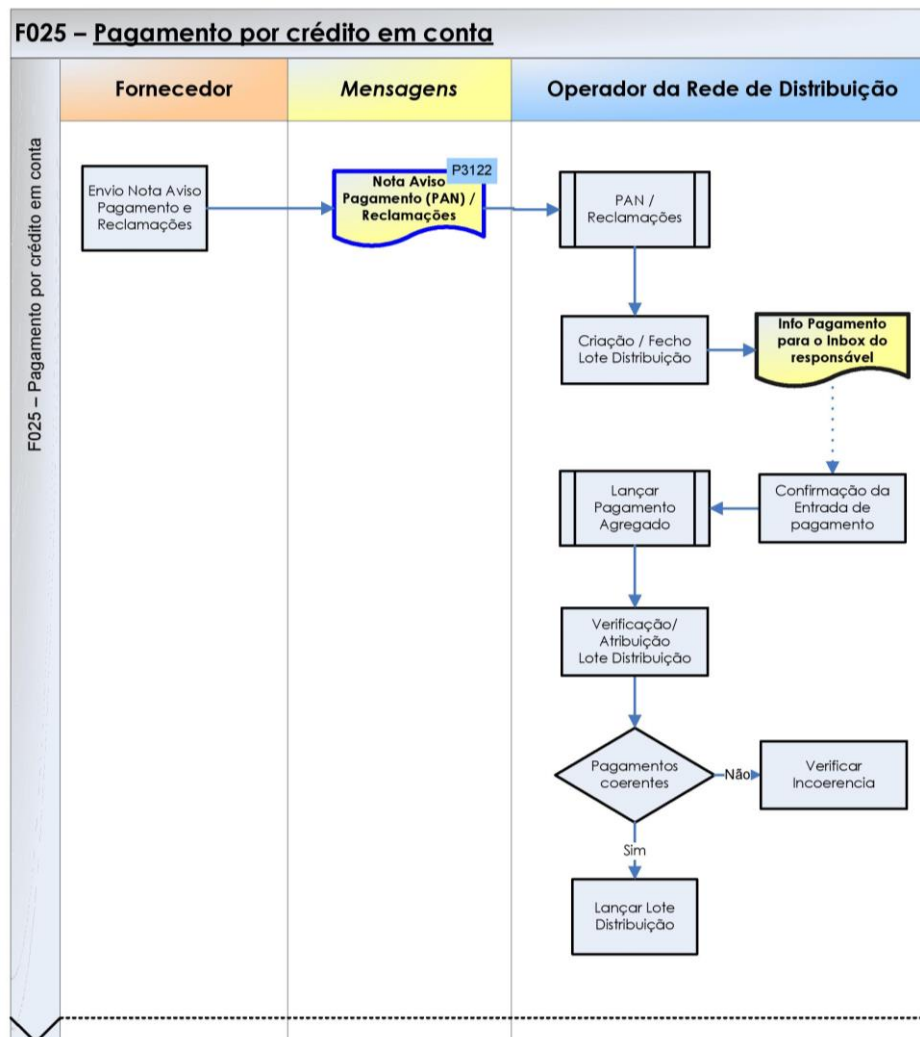 F025 – Pagamento por crédito em conta
Fornecedor
Mensagens
Operador da Rede de Distribuição
F025 – Pagamento por crédito em conta
Envio Nota Aviso
Pagamento e
Reclamações
P3122
Nota Aviso
Pagamento (PAN) /
Reclamações
PAN /
Reclamações
Criação / Fecho
Lote Distribuição
Info Pagamento
para o Inbox do
responsável
Confirmação da
Entrada de
pagamento
Lançar
Pagamento
Agregado
Verificação/
Atribuição
Lote Distribuição
Pagamentos
coerentes
Não
Verificar
Incoerencia
Sim
Lançar Lote
Distribuição